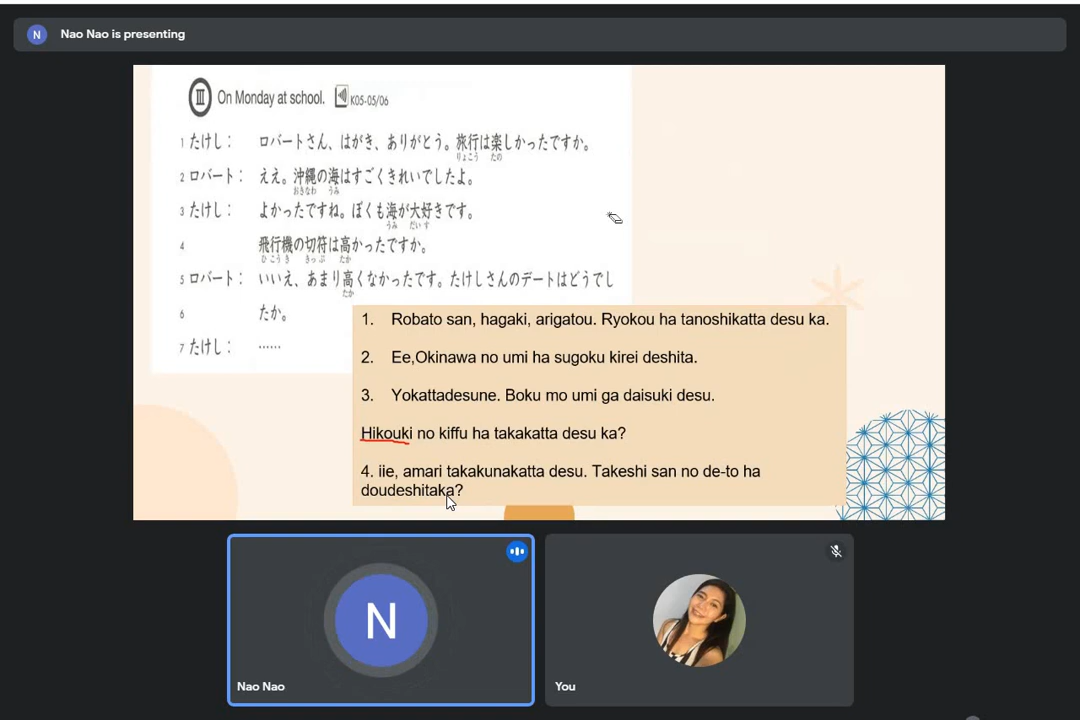 N Nao Nao is presenting
III On Monday at school. K05-05/06
1 たけし: ロバートさん、はがき、ありがとう。旅行は楽しかったですか。
りょこう たの
2 ロバート: ええ。沖縄の海はすごくきれいでしたよ。
おきなわ うみ
3 たけし: よかったですね。ぼくも海が大好きです。
うみ だいす
4 飛行機の切符は高かったですか。
ひこうき きっぷ たか
5 ロバート: いいえ、あまり高くなかったです。たけしさんのデートはどうでし
たか
6 たか。
7 たけし: ……
1. Robato san, hagaki, arigatou. Ryokou ha tanoshikatta desu ka.
2. Ee,Okinawa no umi ha sugoku kirei deshita.
3. Yokattadesune. Boku mo umi ga daisuki desu.
Hikouki no kiffu ha takakatta desu ka?
4. iie, amari takakunakatta desu. Takeshi san no de-to ha
doudeshitaka?
N
Nao Nao
You